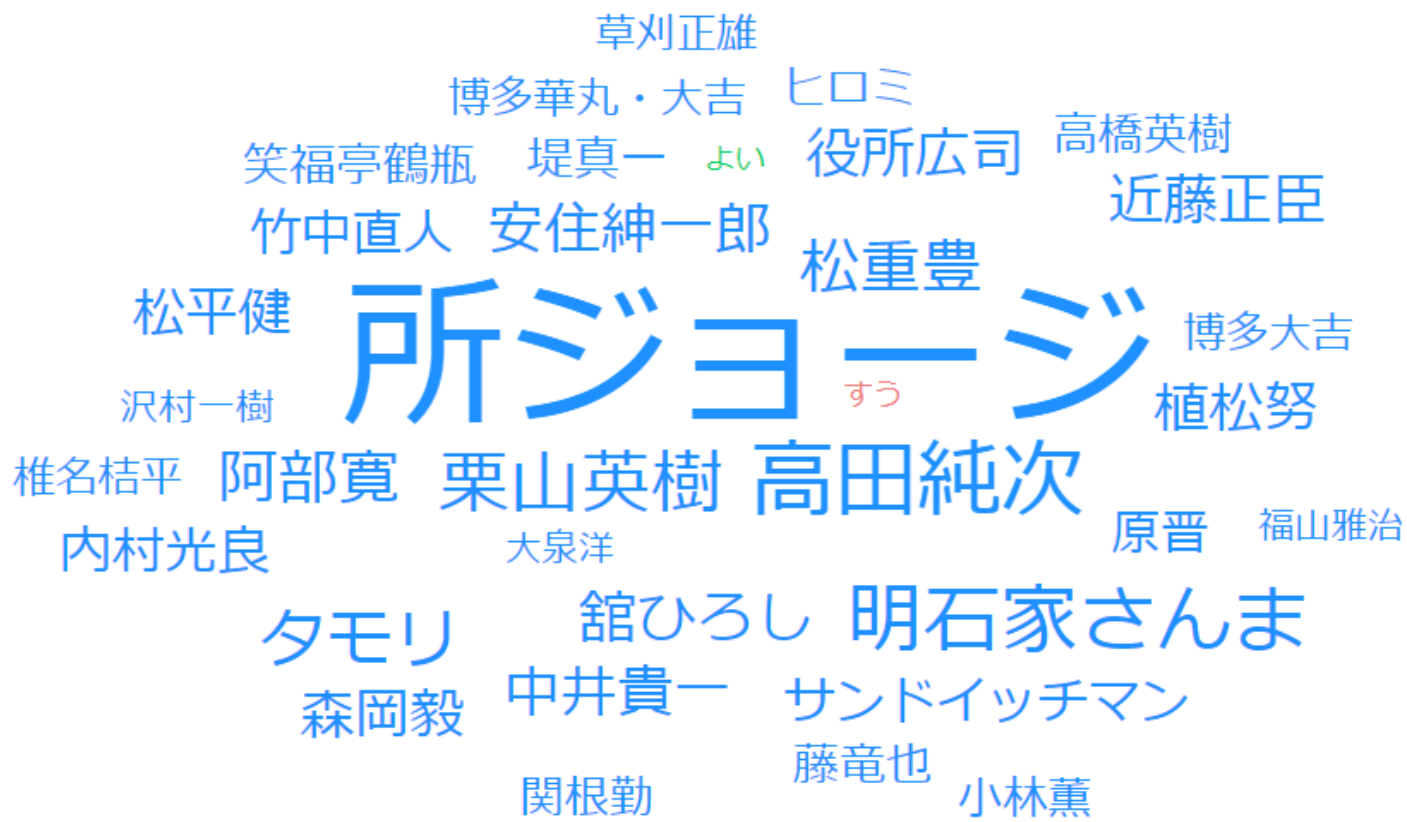 草刈正雄
博多華丸・大吉
ヒロミ
高橋英樹
笑福亭鶴瓶
堤真一
よい
役所広司
近藤正臣
竹中直人
安住紳一郎
松重豊
松平健
所ジョージ
博多大吉
すう
沢村一樹
植松努
椎名桔平
阿部寛
栗山英樹
高田純次
内村光良
大泉洋
原晋
福山雅治
タモリ
舘ひろし
明石家さんま
森岡毅
中井貴一
サンドイッチマン
藤竜也
関根勤
小林薫